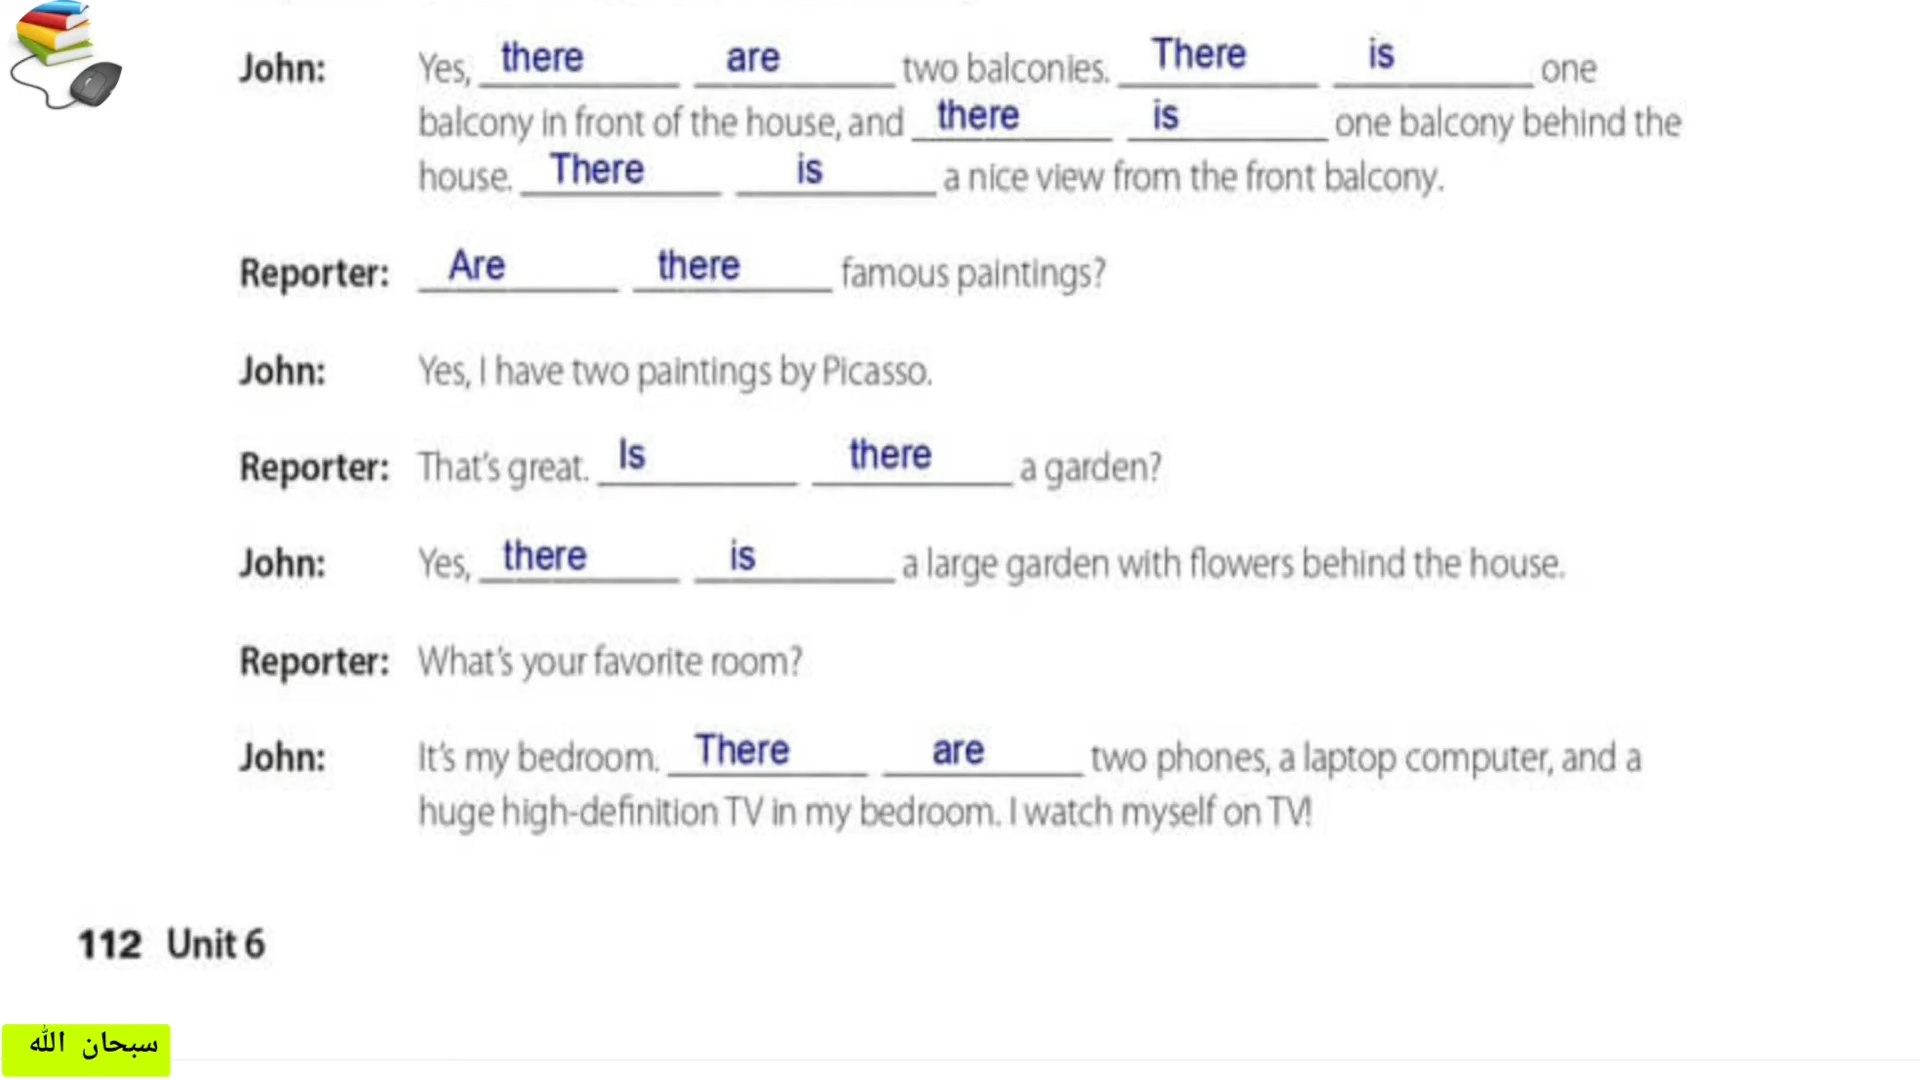 John: Yes, there are two balconies. There is one
balcony in front of the house, and there is one balcony behind the
house. There is a nice view from the front balcony.
Reporter: Are there famous paintings?
John: Yes, I have two paintings by Picasso.
Reporter: That's great. Is there a garden?
John: Yes, there is a large garden with flowers behind the house.
Reporter: What's your favorite room?
John: It's my bedroom. There are two phones, a laptop computer, and a
huge high-definition TV in my bedroom. I watch myself on TV!
112 Unit 6
سبحان الله